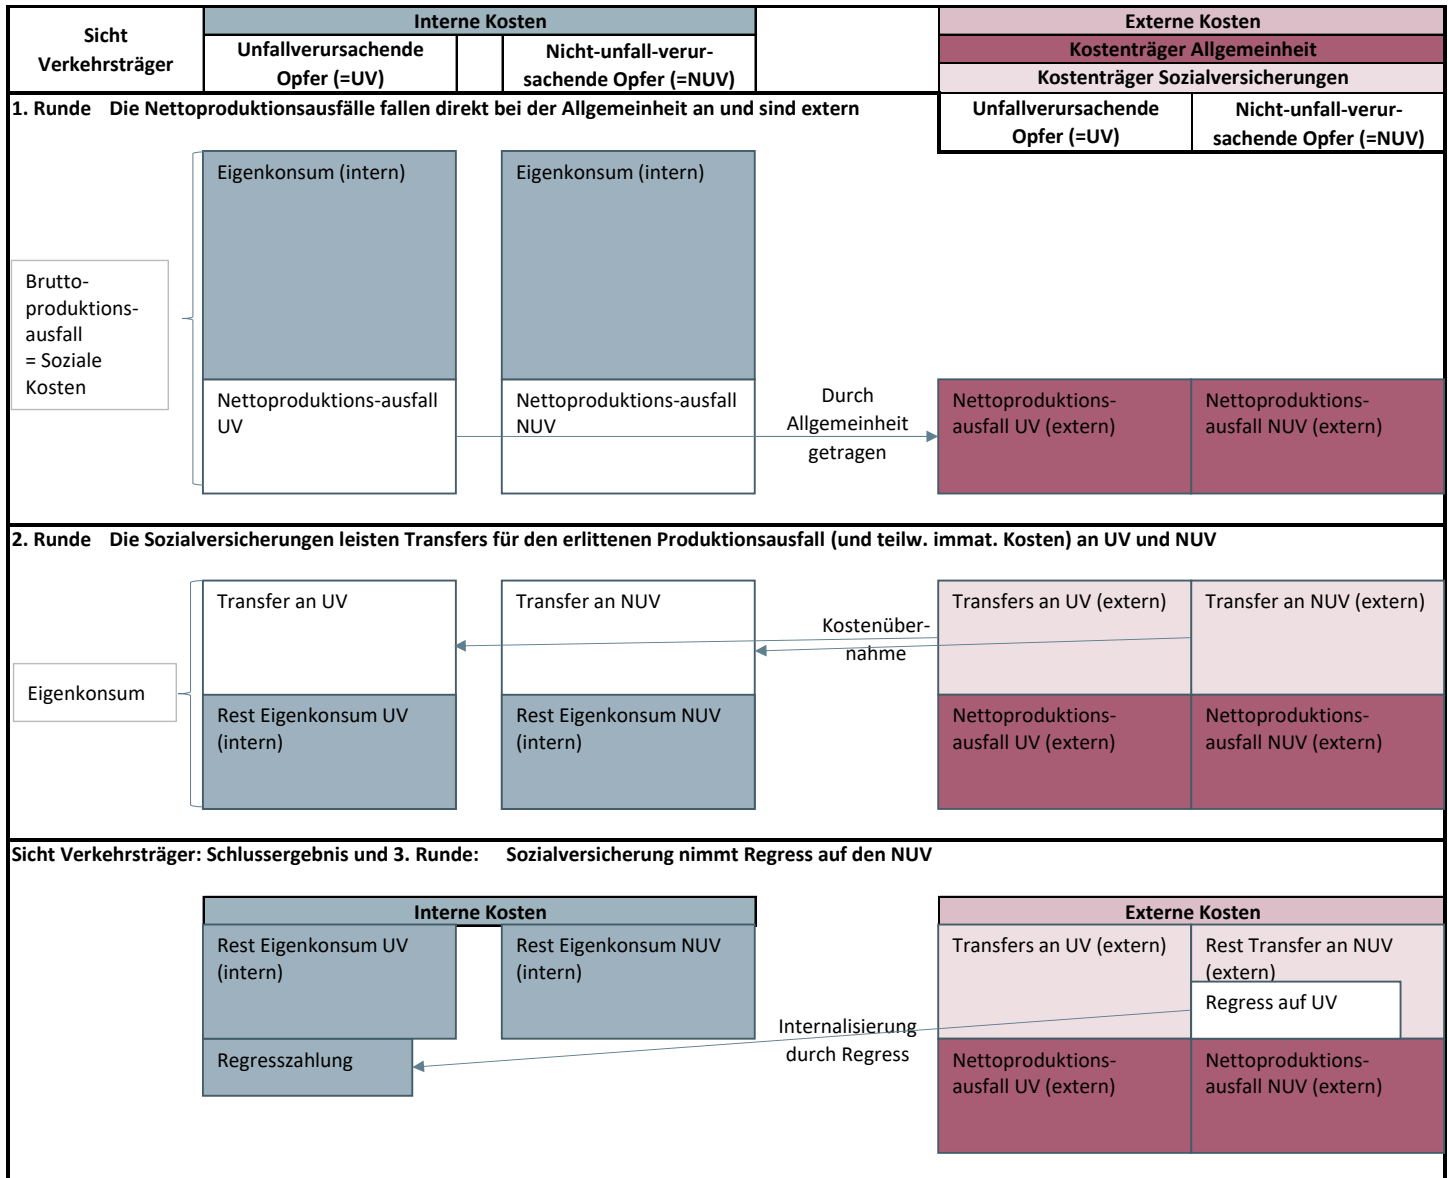 Sicht
Verkehrsträger
Interne Kosten
Externe Kosten
Unfallverursachende
Opfer (=UV)
Nicht-unfall-verur-
sachende Opfer (=NUV)
Kostenträger Allgemeinheit
Kostenträger Sozialversicherungen
Unfallverursachende
Opfer (=UV)
Nicht-unfall-verur-
sachende Opfer (=NUV)
1. Runde Die Nettoproduktionsausfälle fallen direkt bei der Allgemeinheit an und sind extern
Eigenkonsum (intern)
Eigenkonsum (intern)
Brutto-
produktions-
ausfall
= Soziale
Kosten
Nettoproduktions-ausfall
UV
Nettoproduktions-ausfall
NUV
Durch
Allgemeinheit
getragen
Nettoproduktions-
ausfall UV (extern)
Nettoproduktions-
ausfall NUV (extern)
2. Runde Die Sozialversicherungen leisten Transfers für den erlittenen Produktionsausfall (und teilw. immat. Kosten) an UV und NUV
Transfer an UV
Transfer an NUV
Kostenüber-
nahme
Transfers an UV (extern)
Transfer an NUV (extern)
Eigenkonsum
Rest Eigenkonsum UV
(intern)
Rest Eigenkonsum NUV
(intern)
Nettoproduktions-
ausfall UV (extern)
Nettoproduktions-
ausfall NUV (extern)
Sicht Verkehrsträger: Schlussergebnis und 3. Runde: Sozialversicherung nimmt Regress auf den NUV
Interne Kosten
Externe Kosten
Rest Eigenkonsum UV
(intern)
Rest Eigenkonsum NUV
(intern)
Transfers an UV (extern)
Rest Transfer an NUV
(extern)
Regress auf UV
Internalisierung
durch Regress
Regresszahlung
Nettoproduktions-
ausfall UV (extern)
Nettoproduktions-
ausfall NUV (extern)